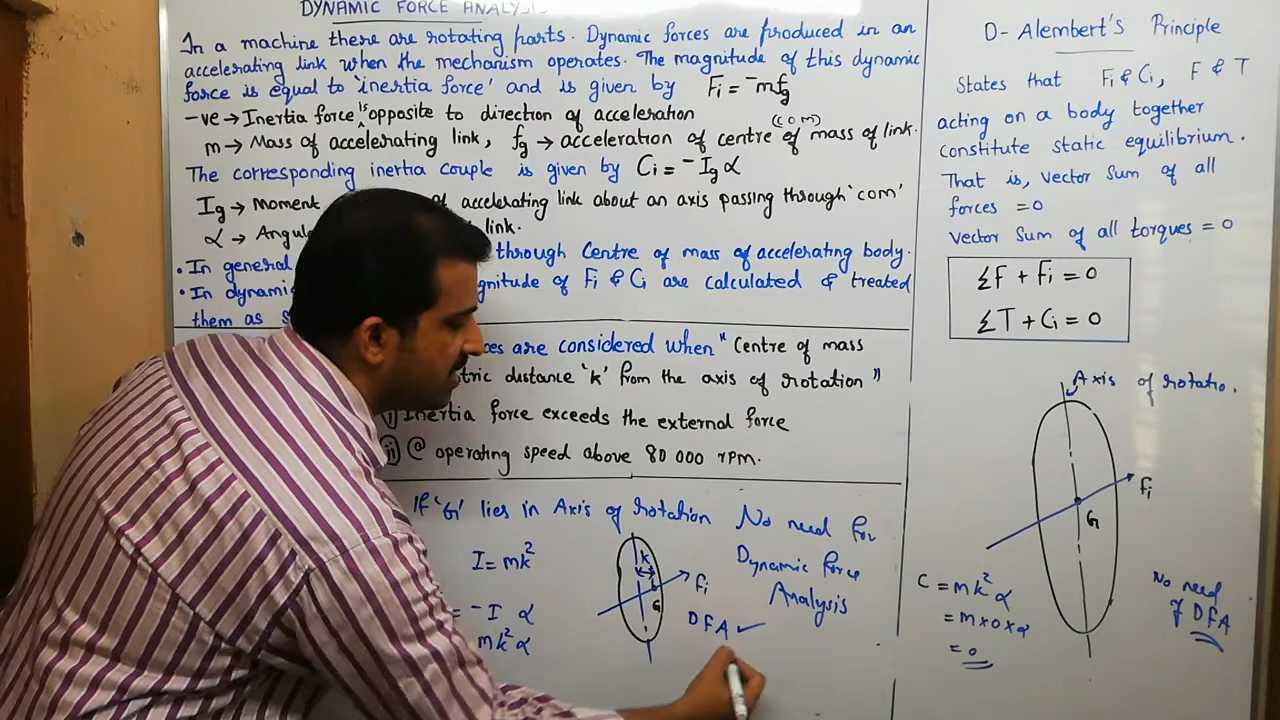 DYNAMIC FORCE ANALYSIS
In a machine there are rotating parts. Dynamic forces are produced in an
accelerating link when the mechanism operates. The magnitude of this dynamic
force is equal to 'inertia force' and is given by Fi = -mfg
-ve → Inertia force is opposite to direction of acceleration
(COM)
m → Mass of accelerating link, fg → acceleration of centre of mass of link.
The corresponding inertia couple is given by Ci = -Ig α
Ig → Moment of accelerating link about an axis passing through 'com'
α → Angul link.
• In general through Centre of mass of accelerating body.
• In dynamic gnitude of Fi & Ci are calculated & treated
them as s
ces are considered when "Centre of mass
tric distance 'k' from the axis of rotation"
i) Inertia force exceeds the external force
ii) @ operating speed above 80 000 rpm.
If 'G' lies in Axis of rotation No need for
Dynamic force
Analysis
I = mk²
= -I α
mk² α
k
Fi
G
DFA ✓
D-Alembert's Principle
States that Fi & Ci, F & T
acting on a body together
constitute static equilibrium.
That is, vector sum of all
forces = 0
Vector Sum of all torques = 0
ΣF + Fi = 0
ΣT + Ci = 0
Axis of rotatio.
Fi
G
C = mk² α
= m x 0 x α
= 0
No need
of DFA